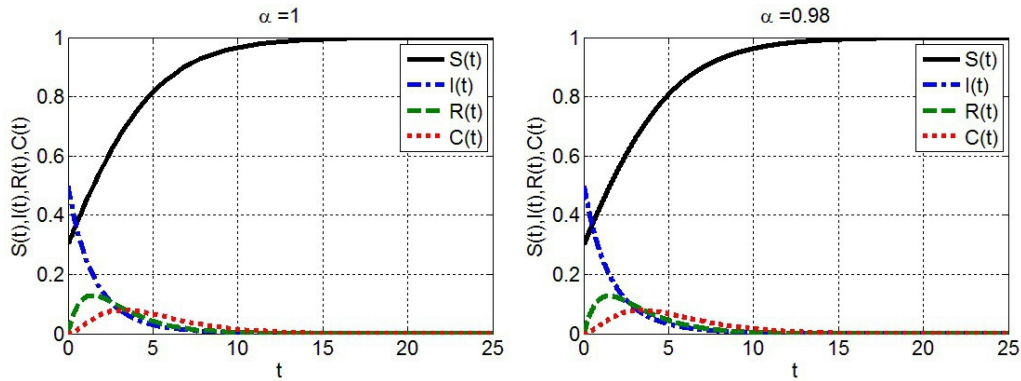 α =1
S(t),I(t),R(t),C(t)
1
0.8
0.6
0.4
0.2
0
0 5 10 15 20 25
t
S(t)
I(t)
R(t)
C(t)
α =0.98
S(t),I(t),R(t),C(t)
1
0.8
0.6
0.4
0.2
0
0 5 10 15 20 25
t
S(t)
I(t)
R(t)
C(t)